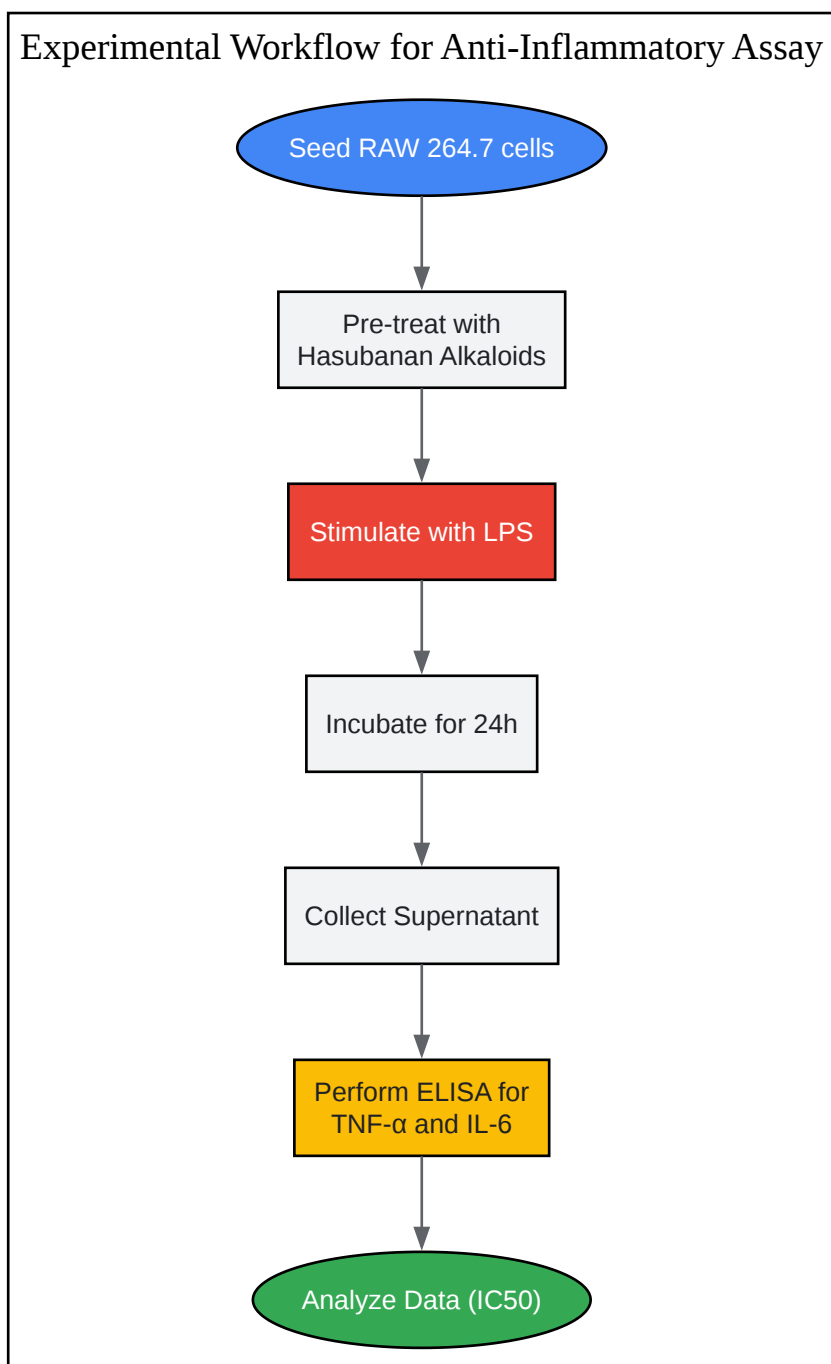 Experimental Workflow for Anti-Inflammatory Assay
Seed RAW 264.7 cells
Pre-treat with
Hasubanan Alkaloids
Stimulate with LPS
Incubate for 24h
Collect Supernatant
Perform ELISA for
TNF-α and IL-6
Analyze Data (IC50)